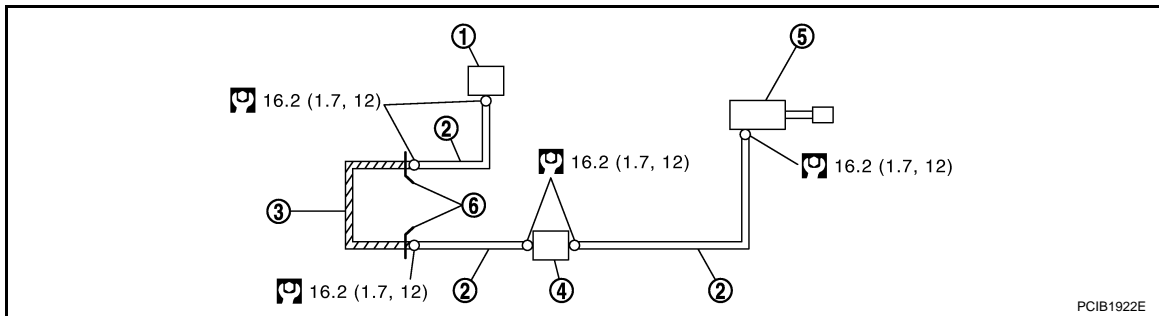 ①
⑤
16.2 (1.7, 12)
②
16.2 (1.7, 12)
16.2 (1.7, 12)
③
⑥
16.2 (1.7, 12)
②
④
②
PCIB1922E